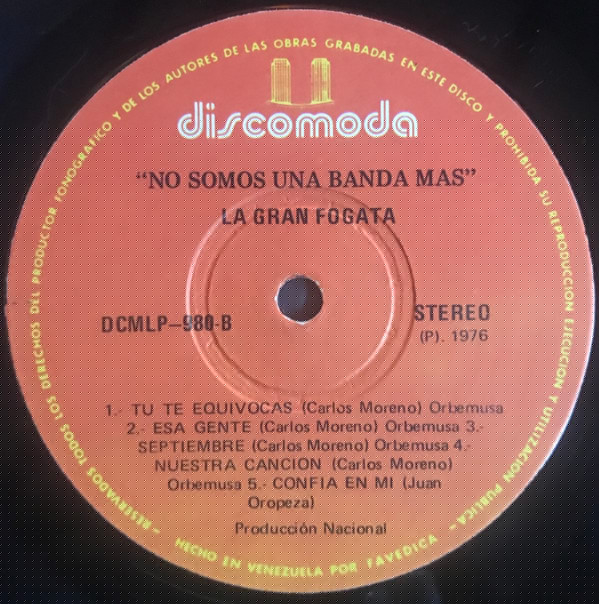 RESERVADOS TODOS LOS DERECHOS DEL PRODUCTOR FONOGRAFICO Y DE LOS AUTORES DE LAS OBRAS GRABADAS EN ESTE DISCO Y PROHIBIDA SU REPRODUCCION EJECUCION Y UTILIZACION PUBLICA -
discomoda
"NO SOMOS UNA BANDA MAS"
LA GRAN FOGATA
DCMLP-980-B
STEREO
(P). 1976
1.- TU TE EQUIVOCAS (Carlos Moreno) Orbemusa
2.- ESA GENTE (Carlos Moreno) Orbemusa 3.-
SEPTIEMBRE (Carlos Moreno) Orbemusa 4.-
NUESTRA CANCION (Carlos Moreno)
Orbemusa 5.- CONFIA EN MI (Juan
Oropeza)
Producción Nacional
HECHO EN VENEZUELA POR FAVEDICA -